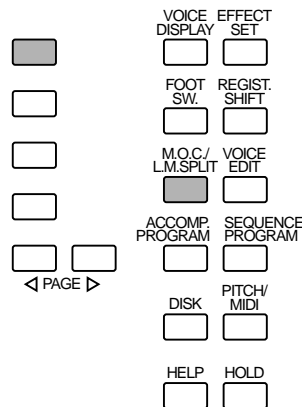 VOICE EFFECT
DISPLAY SET
FOOT REGIST.
SW. SHIFT
M.O.C./ VOICE
L.M.SPLIT EDIT
ACCOMP. SEQUENCE
PROGRAM PROGRAM
PAGE
DISK PITCH/
MIDI
HELP HOLD